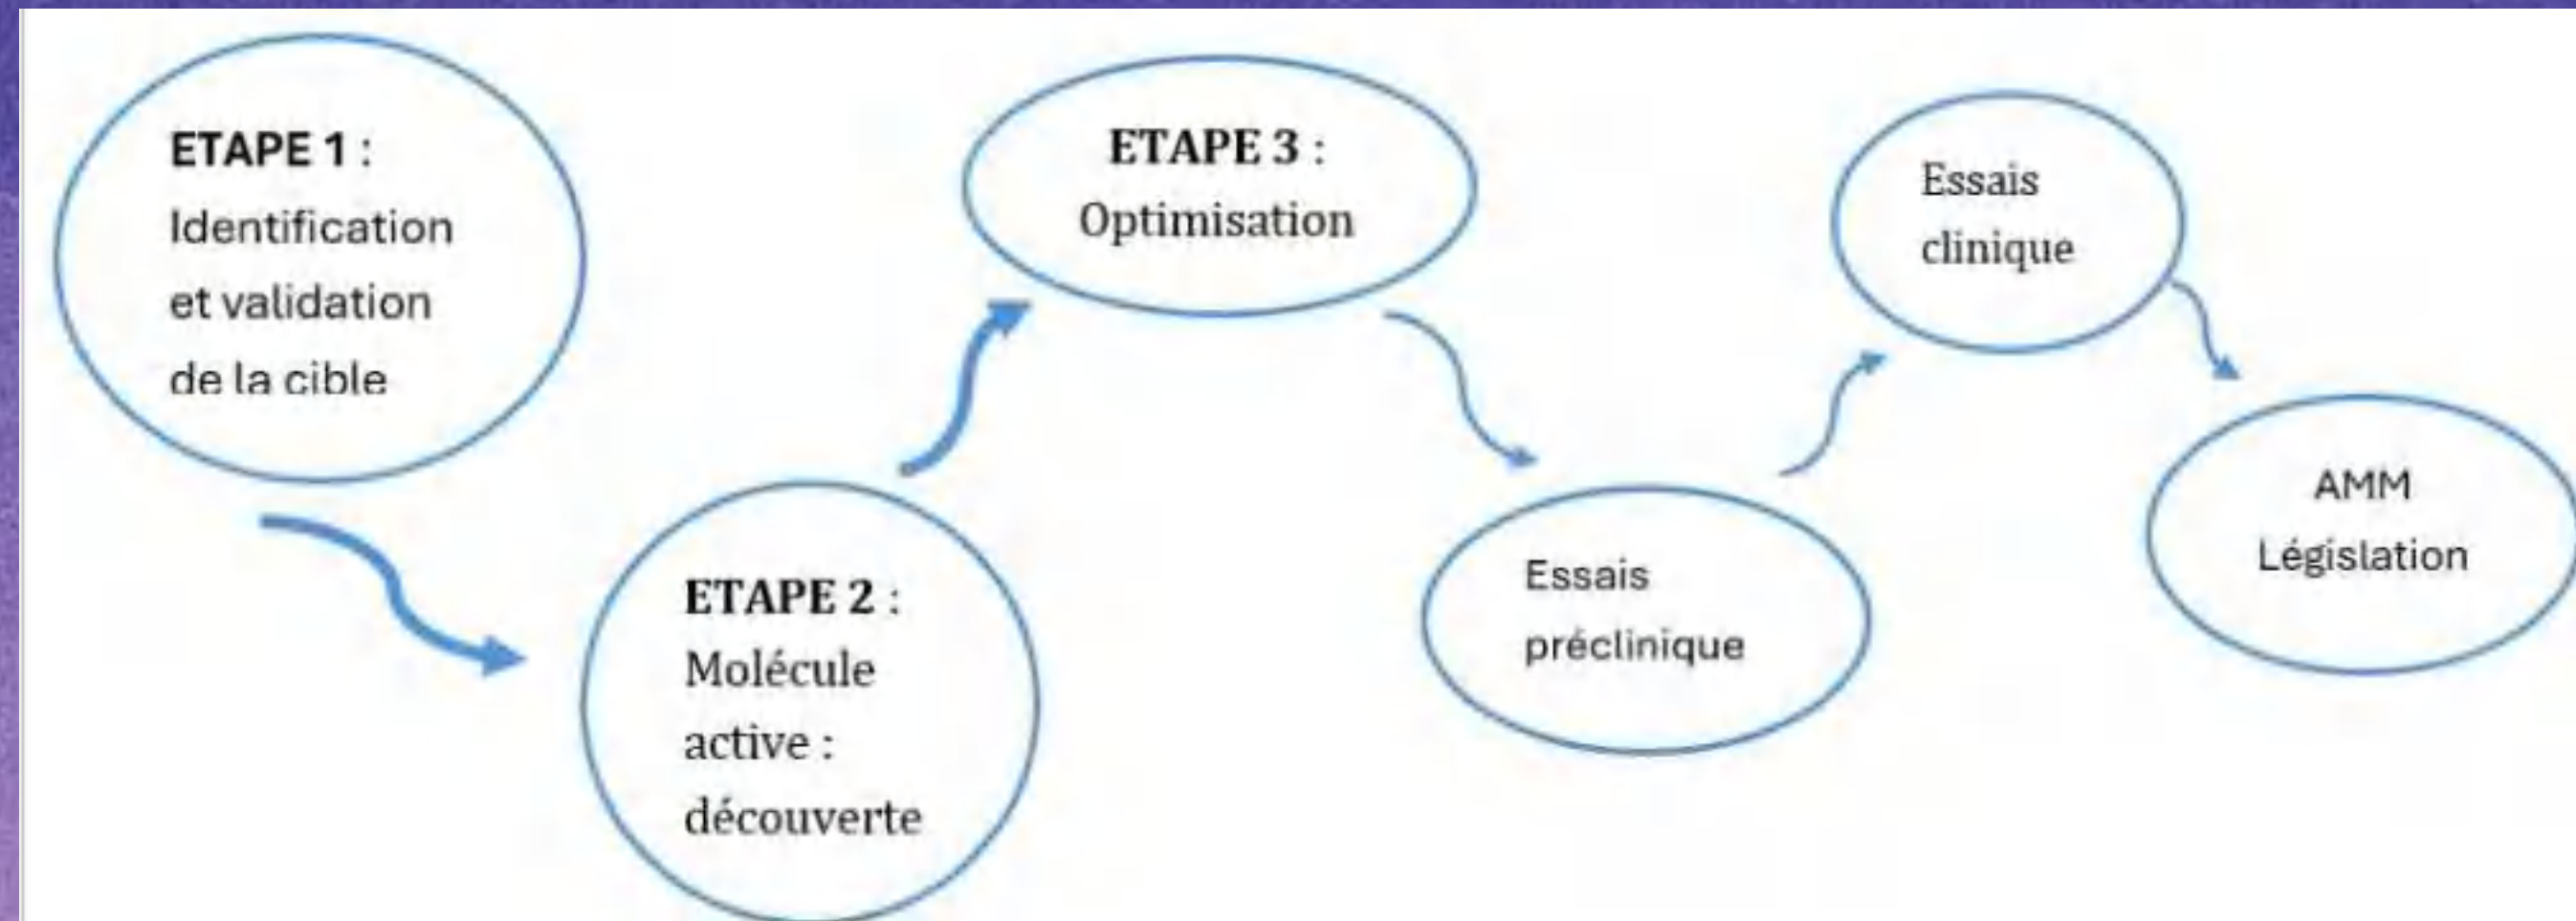 ETAPE 1 :
Identification
et validation
de la cible
ETAPE 2 :
Molécule
active :
découverte
ETAPE 3 :
Optimisation
Essais
préclinique
Essais
clinique
AMM
Législation